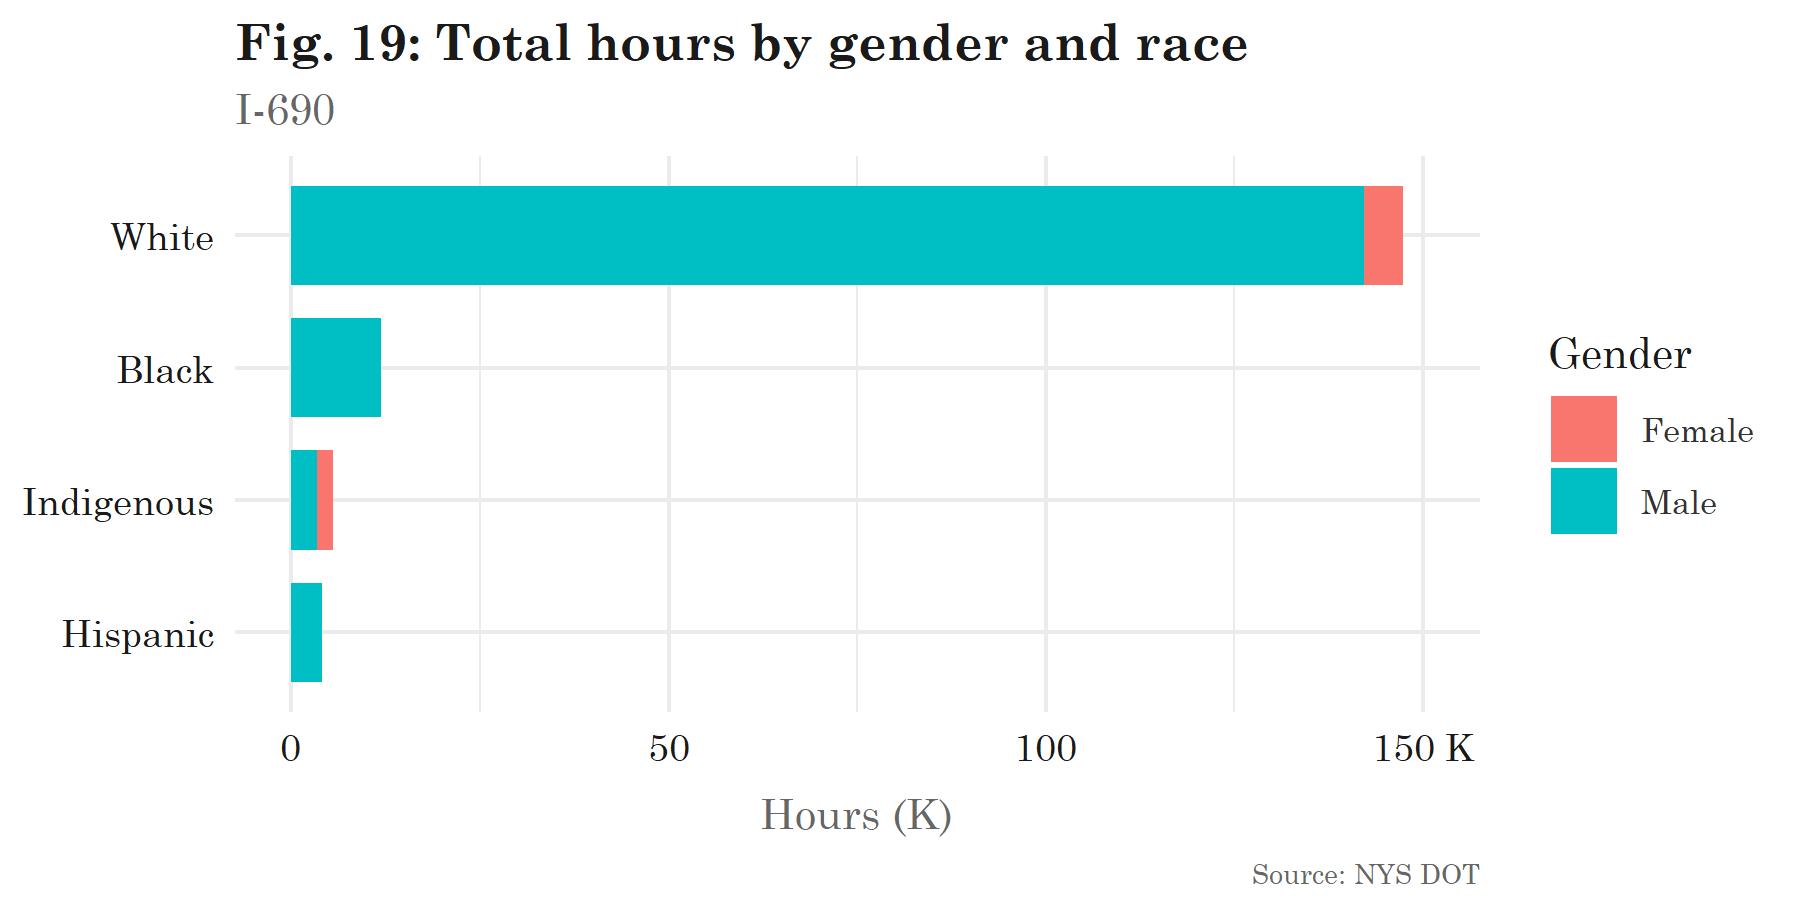 Fig. 19: Total hours by gender and race
I-690
White
Black
Indigenous
Hispanic
0 50 100 150 K
Hours (K)
Gender
Female
Male
Source: NYS DOT